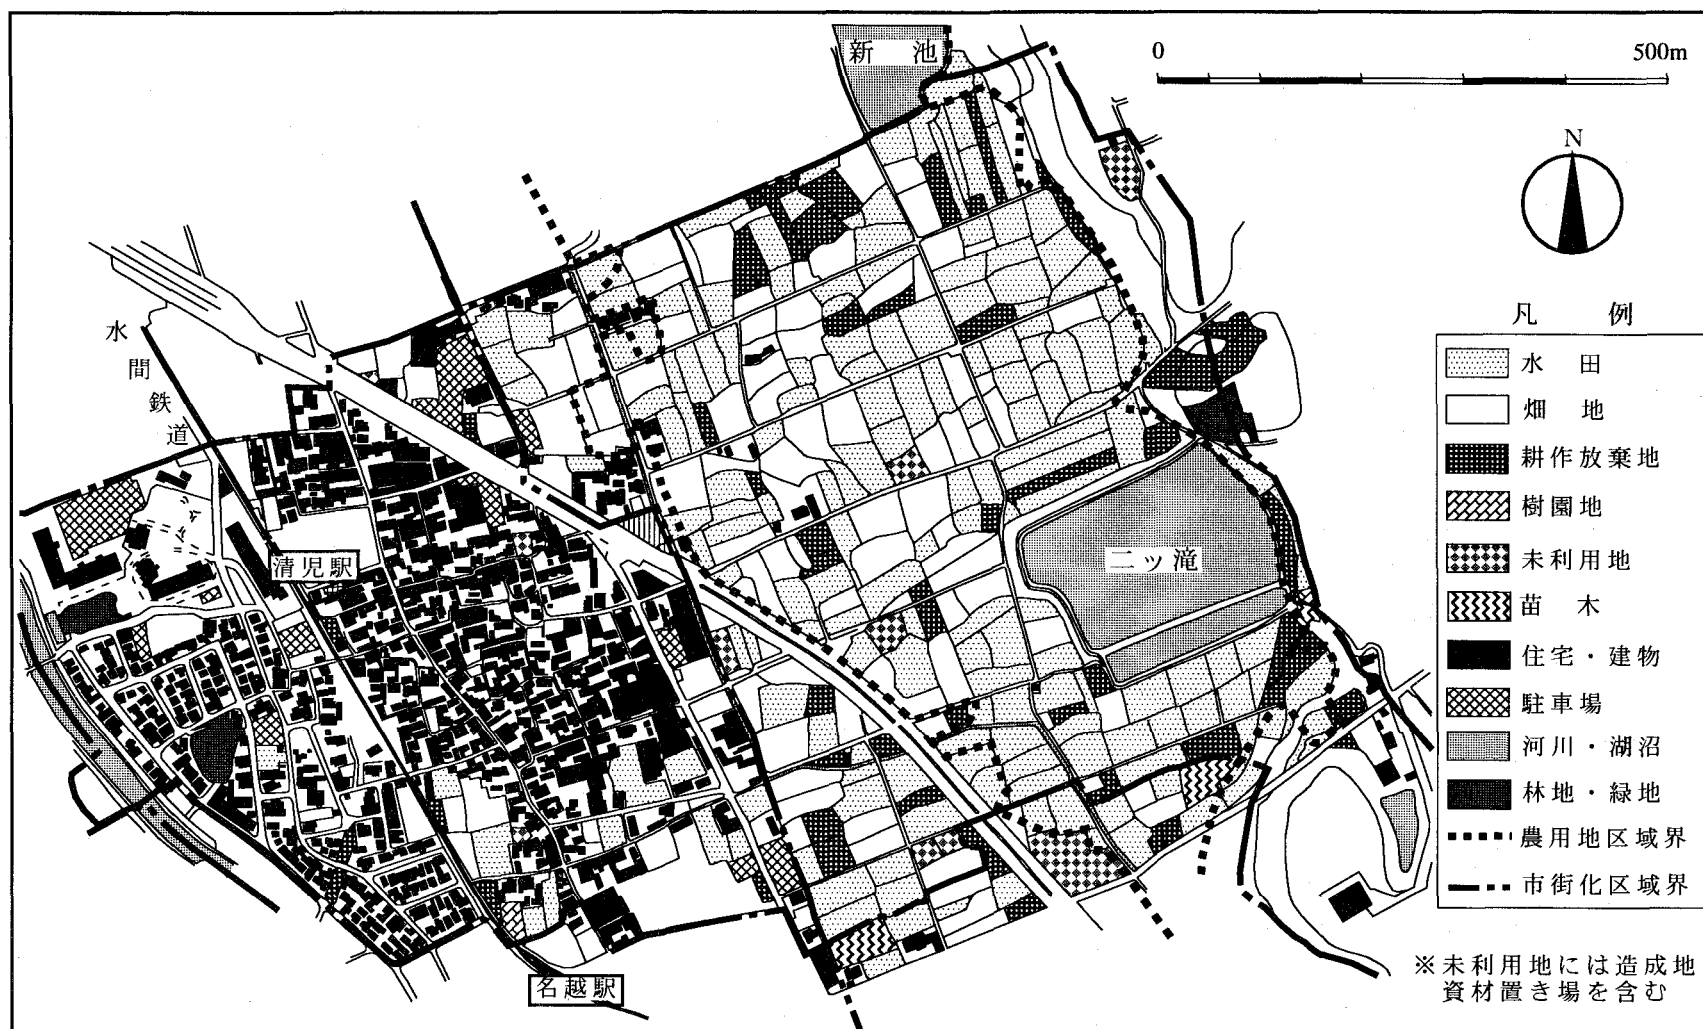 新池
0 500m
N
水間鉄道
清児駅
二ッ滝
名越駅
凡例
水田
畑地
耕作放棄地
樹園地
未利用地
苗木
住宅・建物
駐車場
河川・湖沼
林地・緑地
農用地区域界
市街化区域界
※未利用地には造成地
資材置き場を含む